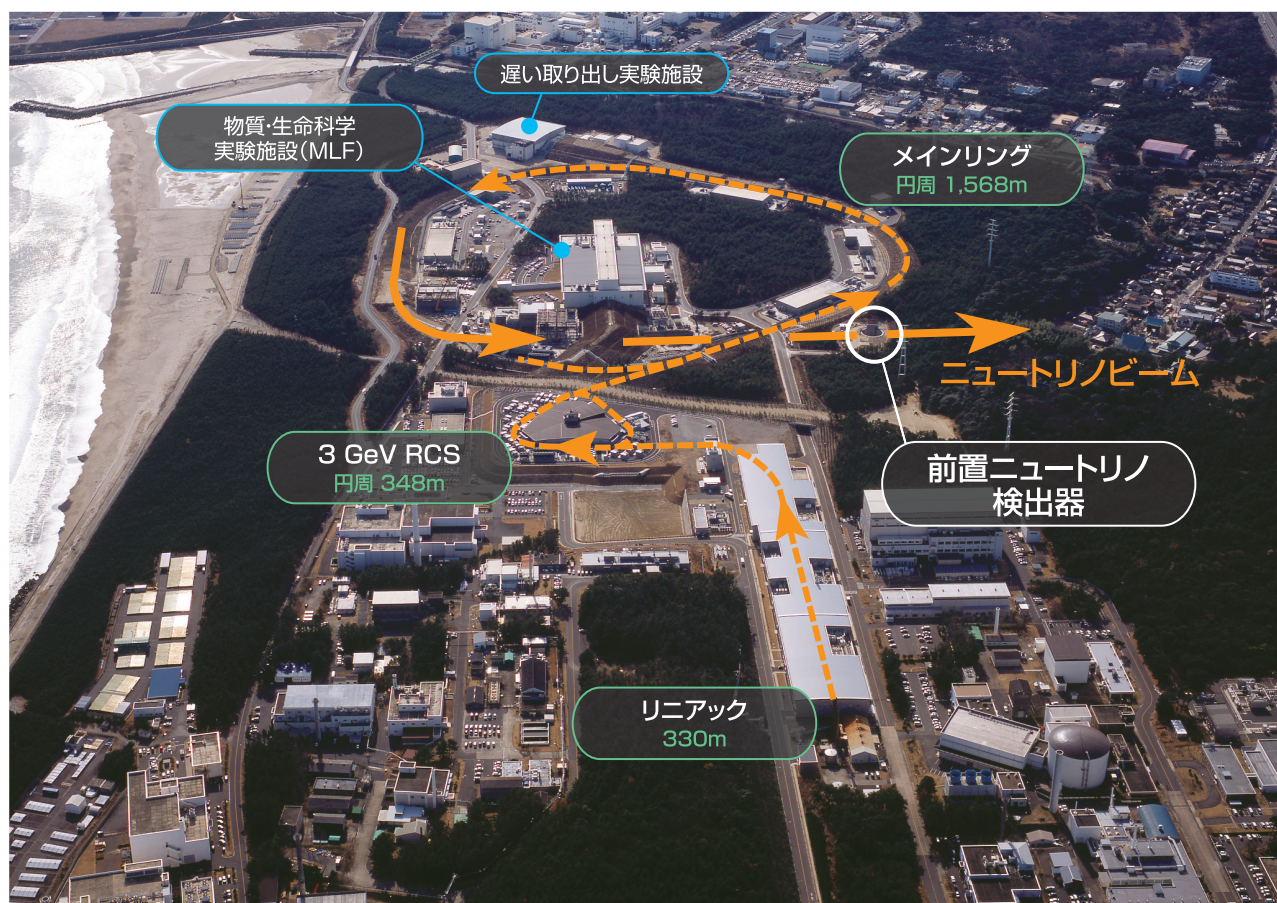 遅い取り出し実験施設
物質・生命科学
実験施設(MLF)
メインリング
円周 1,568m
ニュートリノビーム
3 GeV RCS
円周 348m
前置ニュートリノ
検出器
リニアック
330m